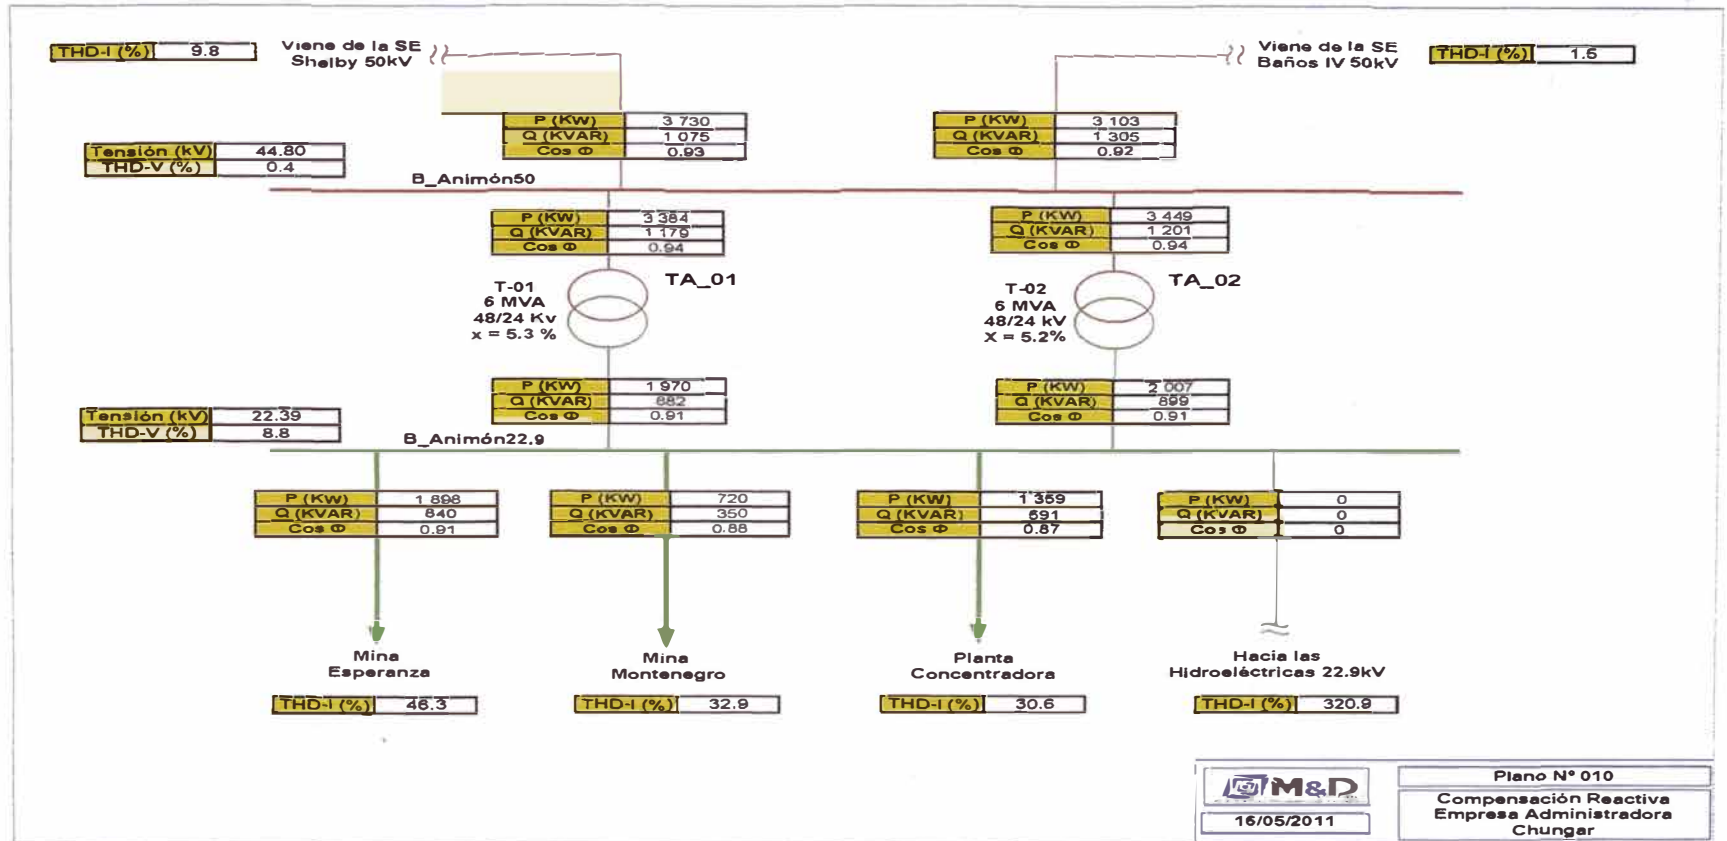 THD-I (%) 9.8
Viene de la SE
Shelby 50kV
Viene de la SE
Baños IV 50kV
THD-I (%) 1.5
P (KW) 3 730
Q (KVAR) 1 075
Cos Φ 0.93
P (KW) 3 103
Q (KVAR) 1 305
Cos Φ 0.92
Tensión (kV) 44.80
THD-V (%) 0.4
B_Animón50
P (KW) 3 384
Q (KVAR) 1 179
Cos Φ 0.94
P (KW) 3 449
Q (KVAR) 1 201
Cos Φ 0.94
T-01
6 MVA
48/24 Kv
x = 5.3 %
TA_01
T-02
6 MVA
48/24 kV
X = 5.2%
TA_02
P (KW) 1 970
Q (KVAR) 882
Cos Φ 0.91
P (KW) 2 007
Q (KVAR) 899
Cos Φ 0.91
Tensión (kV) 22.39
THD-V (%) 8.8
B_Animón22.9
P (KW) 1 898
Q (KVAR) 840
Cos Φ 0.91
P (KW) 720
Q (KVAR) 350
Cos Φ 0.88
P (KW) 1 359
Q (KVAR) 691
Cos Φ 0.87
P (KW) 0
Q (KVAR) 0
Cos Φ 0
Mina
Esperanza
Mina
Montenegro
Planta
Concentradora
Hacia las
Hidroeléctricas 22.9kV
THD-I (%) 46.3
THD-I (%) 32.9
THD-I (%) 30.6
THD-I (%) 320.9
M&D
16/05/2011
Plano N° 010
Compensación Reactiva
Empresa Administradora
Chungar